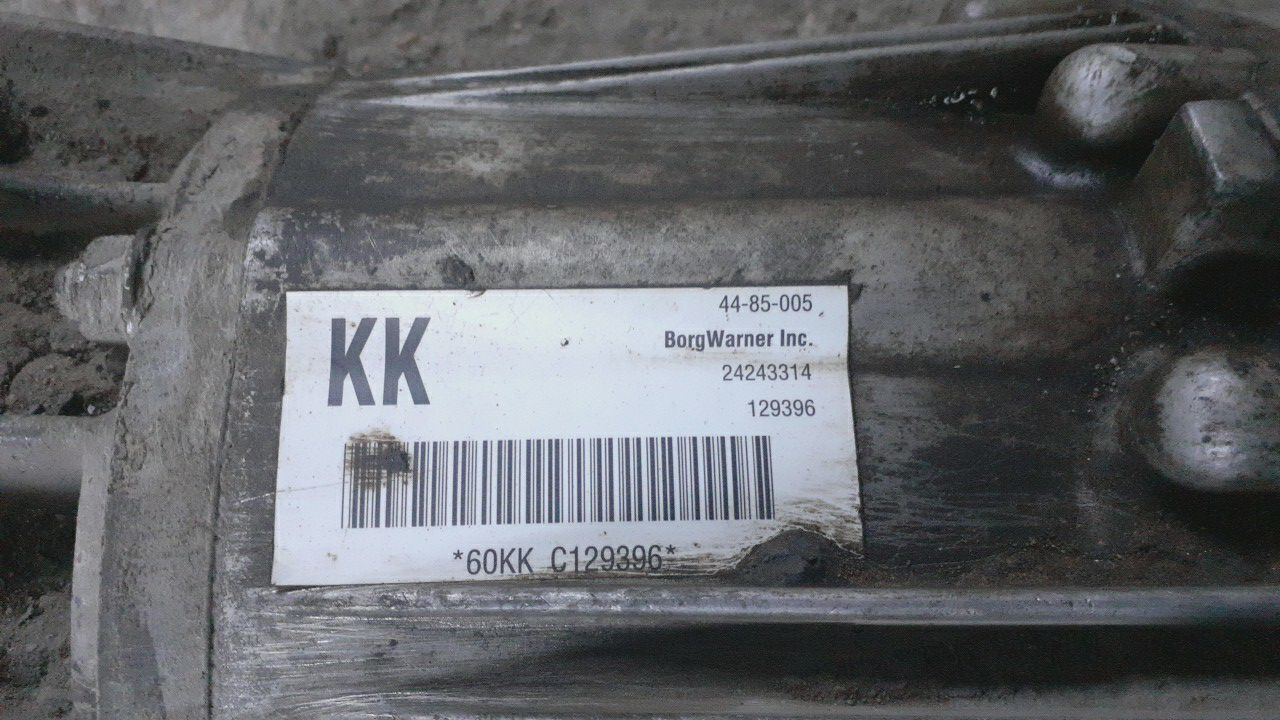 KK
44-85-005
BorgWarner Inc.
24243314
129396
*60KK C129396*